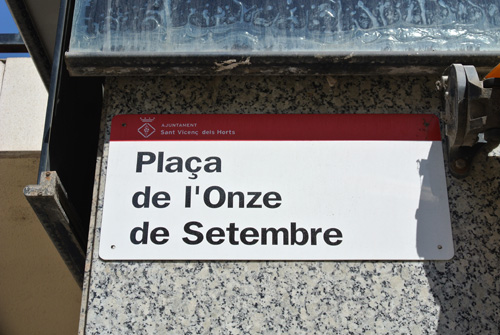 AJUNTAMENT
Sant Vicenç dels Horts
Plaça
de l'Onze
de Setembre